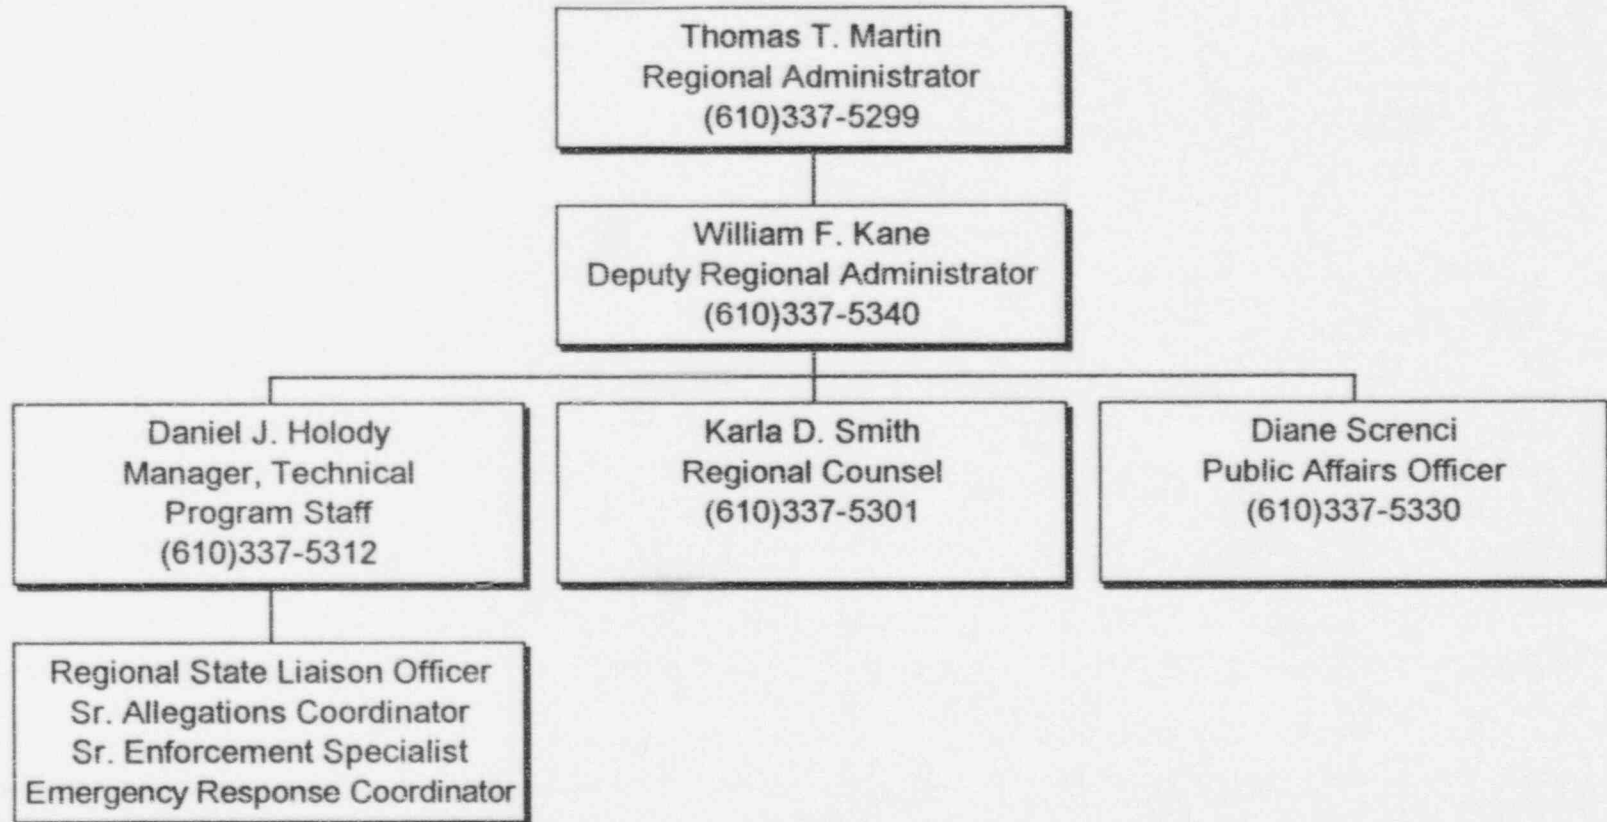 Thomas T. Martin
Regional Administrator
(610)337-5299
William F. Kane
Deputy Regional Administrator
(610)337-5340
Daniel J. Holody
Manager, Technical
Program Staff
(610)337-5312
Karla D. Smith
Regional Counsel
(610)337-5301
Diane Screnci
Public Affairs Officer
(610)337-5330
Regional State Liaison Officer
Sr. Allegations Coordinator
Sr. Enforcement Specialist
Emergency Response Coordinator